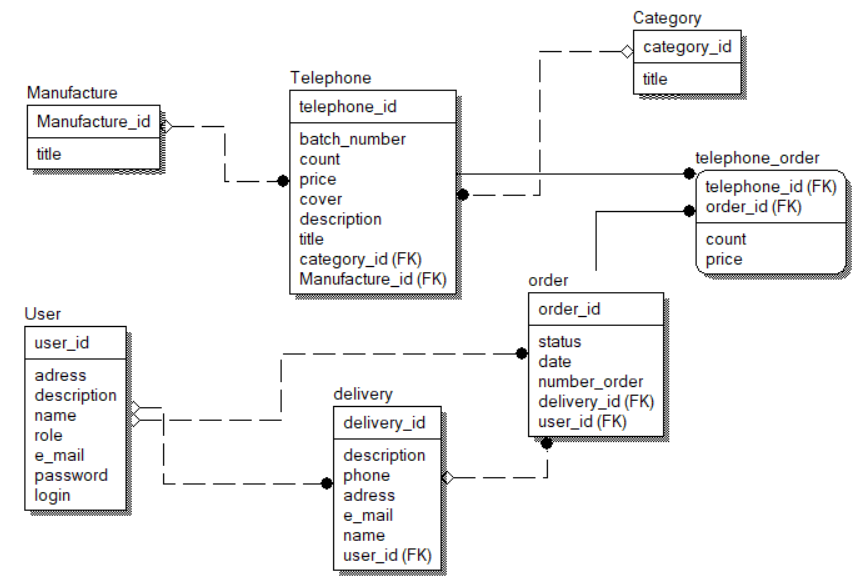 Category
category_id
title
Telephone
telephone_id
batch_number
count
price
cover
description
title
category_id (FK)
Manufacture_id (FK)
Manufacture
Manufacture_id
title
telephone_order
telephone_id (FK)
order_id (FK)
count
price
order
order_id
status
date
number_order
delivery_id (FK)
user_id (FK)
User
user_id
adress
description
name
role
e_mail
password
login
delivery
delivery_id
description
phone
adress
e_mail
name
user_id (FK)